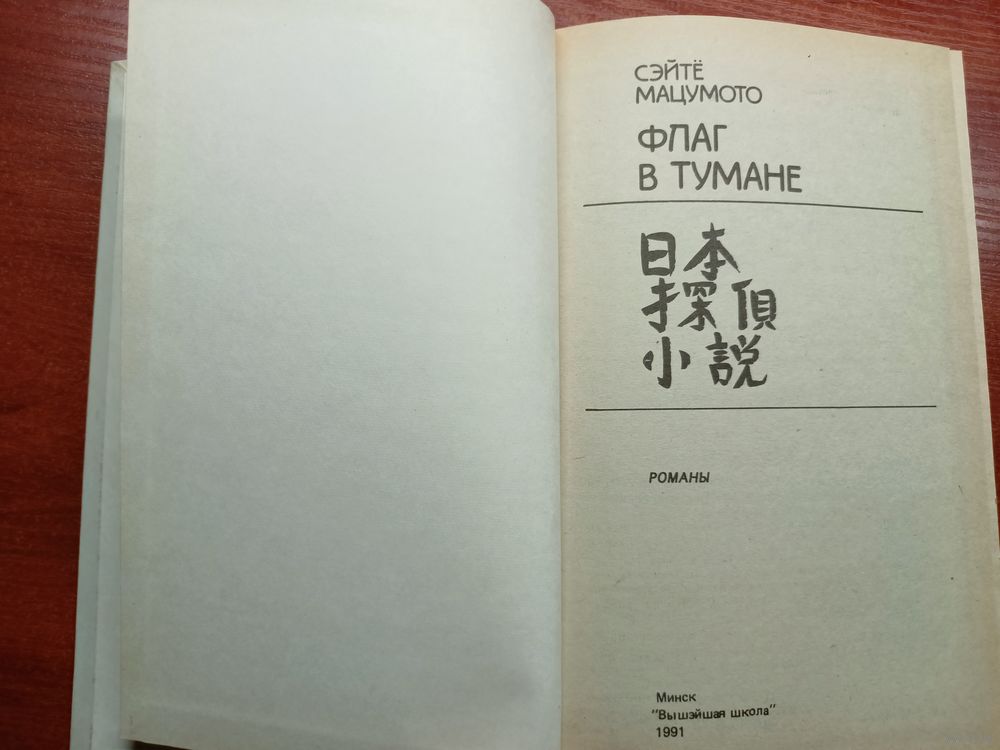 СЭЙТЁ
МАЦУМОТО
ФЛАГ
В ТУМАНЕ
日本
探偵
小説
РОМАНЫ
Минск
"Вышэйшая школа"
1991